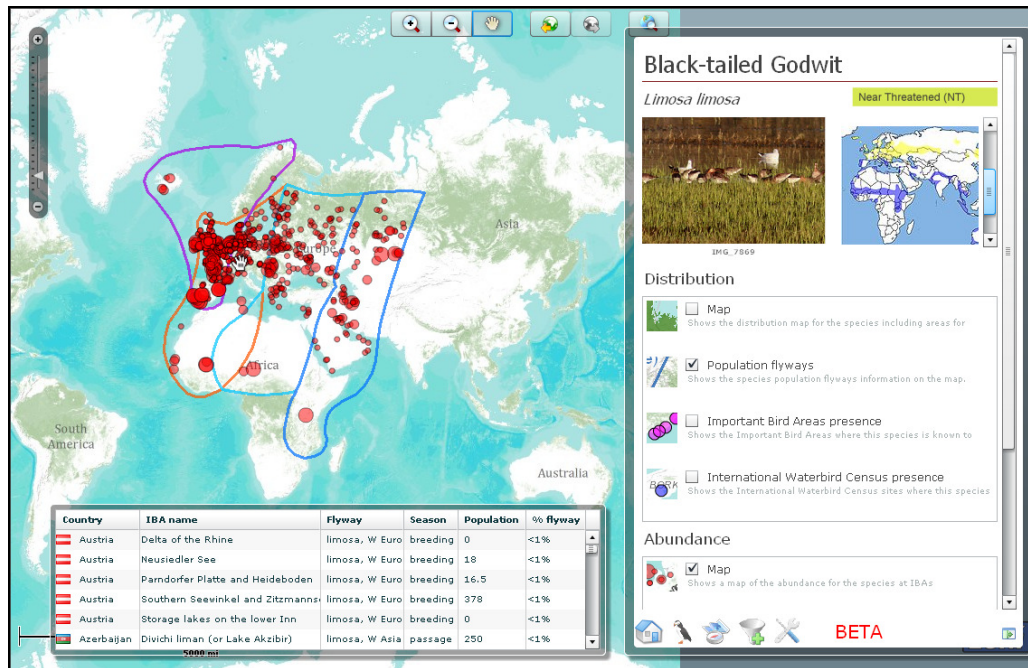 Black-tailed Godwit
Limosa limosa
Near Threatened (NT)
IMG_7869
Distribution
Map
Shows the distribution map for the species including areas for
Population flyways
Shows the species population flyways information on the map.
Important Bird Areas presence
Shows the Important Bird Areas where this species is known to
International Waterbird Census presence
Shows the International Waterbird Census sites where this species
Abundance
Map
Shows a map of the abundance for the species at IBAs
BETA
Asia
Europe
Africa
South
America
Australia
Country IBA name Flyway Season Population % flyway
Austria Delta of the Rhine limosa, W Euro breeding 0 <1%
Austria Neusiedler See limosa, W Euro breeding 18 <1%
Austria Parndorfer Platte and Heideboden limosa, W Euro breeding 16.5 <1%
Austria Southern Seewinkel and Zitzmanns limosa, W Euro breeding 378 <1%
Austria Storage lakes on the lower Inn limosa, W Euro breeding 0 <1%
Azerbaijan Divichi liman (or Lake Akzibir) limosa, W Asia passage 250 <1%
5000 mi